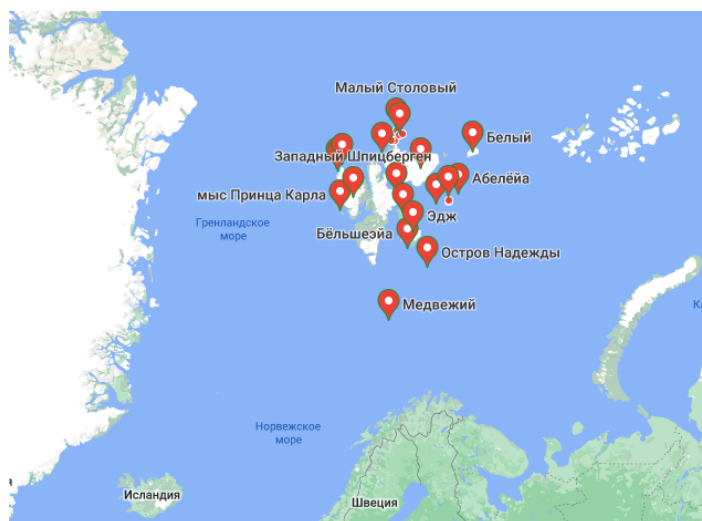 Малый Столовый
Белый
Западный Шпицберген
Абелёйа
мыс Принца Карла
Эдж
Гренландское
море
Бёльшеэйа
Остров Надежды
Медвежий
Норвежское
море
Исландия
Швеция